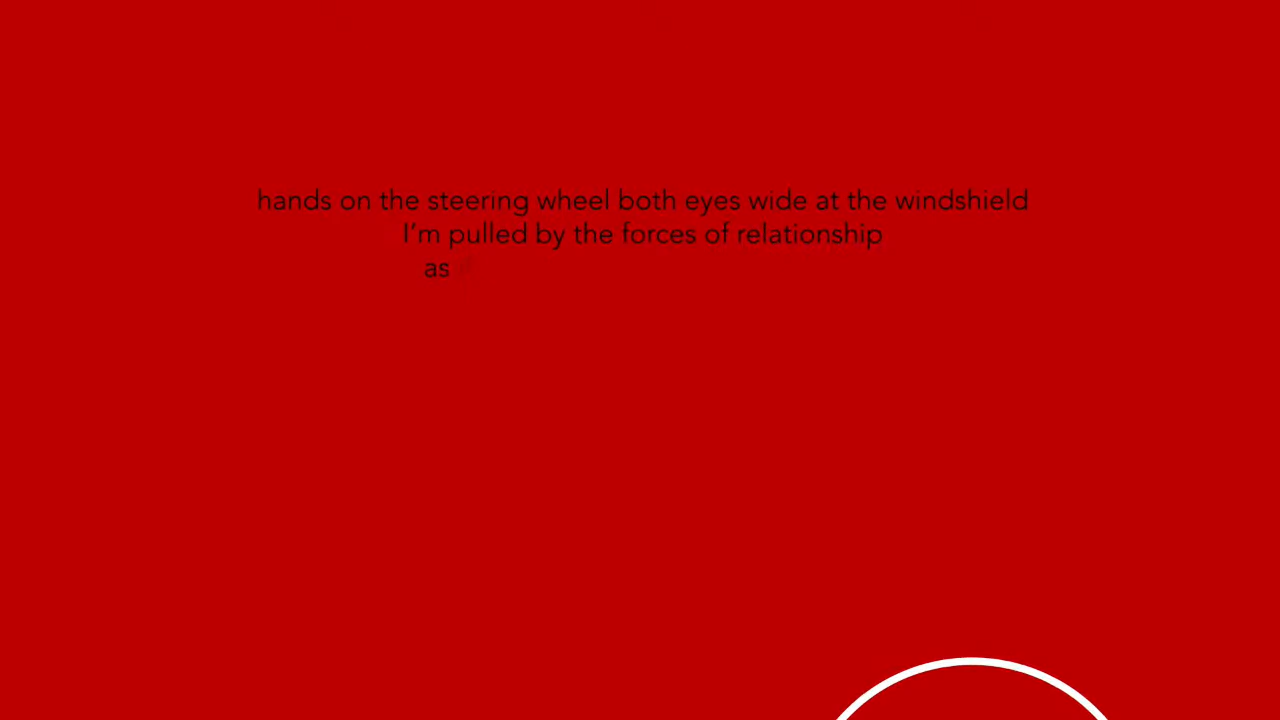 hands on the steering wheel both eyes wide at the windshield
I'm pulled by the forces of relationship
as